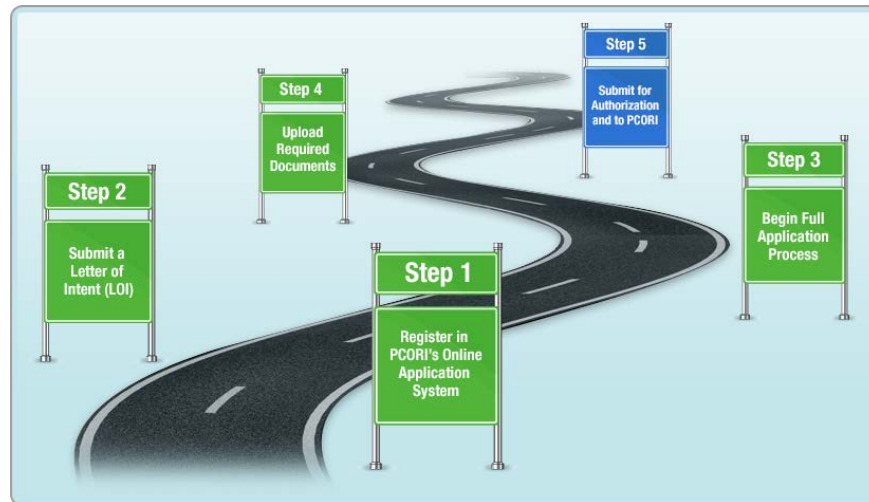 Step 5
Submit for
Authorization
and to PCORI
Step 4
Upload
Required
Documents
Step 3
Begin Full
Application
Process
Step 2
Submit a
Letter of
Intent (LOI)
Step 1
Register in
PCORI's Online
Application
System